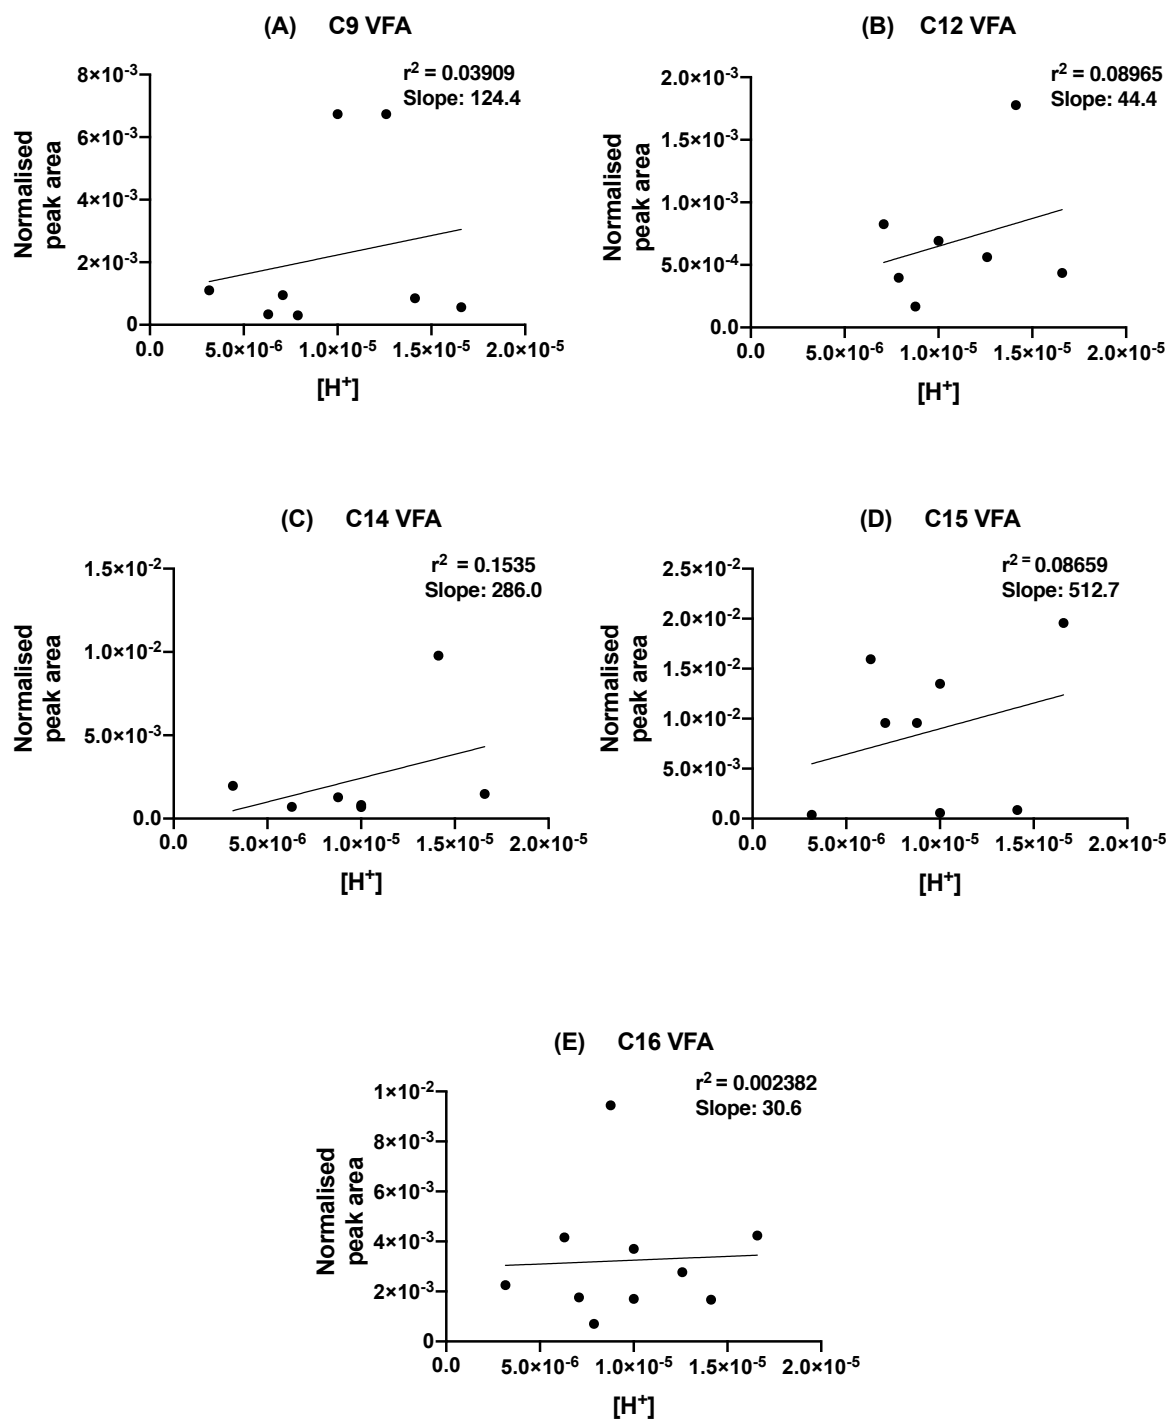 (A) C9 VFA
r² = 0.03909
Slope: 124.4
Normalised
peak area
8×10⁻³
6×10⁻³
4×10⁻³
2×10⁻³
0
0.0 5.0×10⁻⁶ 1.0×10⁻⁵ 1.5×10⁻⁵ 2.0×10⁻⁵
[H⁺]
(B) C12 VFA
r² = 0.08965
Slope: 44.4
Normalised
peak area
2.0×10⁻³
1.5×10⁻³
1.0×10⁻³
5.0×10⁻⁴
0.0
0.0 5.0×10⁻⁶ 1.0×10⁻⁵ 1.5×10⁻⁵ 2.0×10⁻⁵
[H⁺]
(C) C14 VFA
r² = 0.1535
Slope: 286.0
Normalised
peak area
1.5×10⁻²
1.0×10⁻²
5.0×10⁻³
0.0
0.0 5.0×10⁻⁶ 1.0×10⁻⁵ 1.5×10⁻⁵ 2.0×10⁻⁵
[H⁺]
(D) C15 VFA
r² ⁼ 0.08659
Slope: 512.7
Normalised
peak area
2.5×10⁻²
2.0×10⁻²
1.5×10⁻²
1.0×10⁻²
5.0×10⁻³
0.0
0.0 5.0×10⁻⁶ 1.0×10⁻⁵ 1.5×10⁻⁵ 2.0×10⁻⁵
[H⁺]
(E) C16 VFA
r² = 0.002382
Slope: 30.6
Normalised
peak area
1×10⁻²
8×10⁻³
6×10⁻³
4×10⁻³
2×10⁻³
0
0.0 5.0×10⁻⁶ 1.0×10⁻⁵ 1.5×10⁻⁵ 2.0×10⁻⁵
[H⁺]